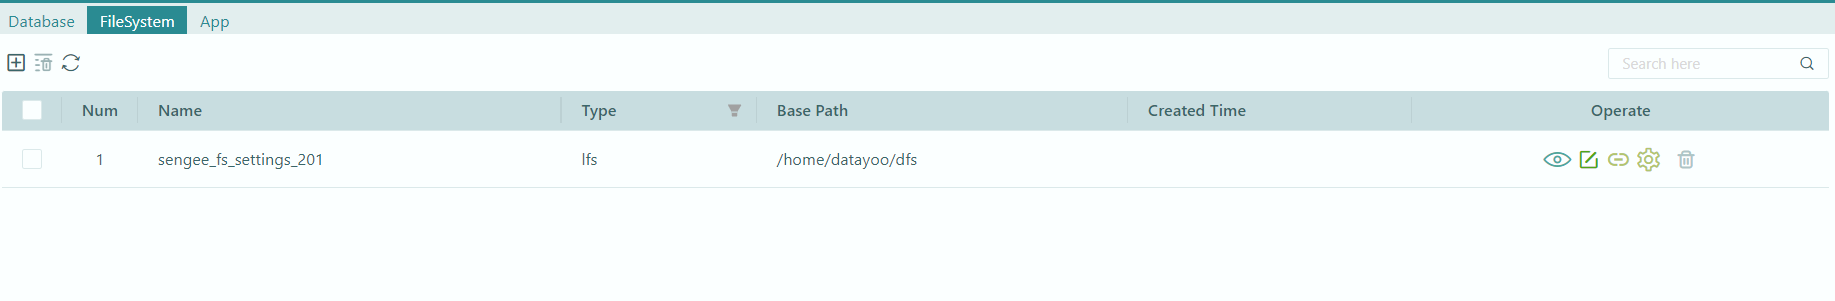 Database FileSystem App
Search here
Num Name Type Base Path Created Time Operate
1 sengee_fs_settings_201 lfs /home/datayoo/dfs